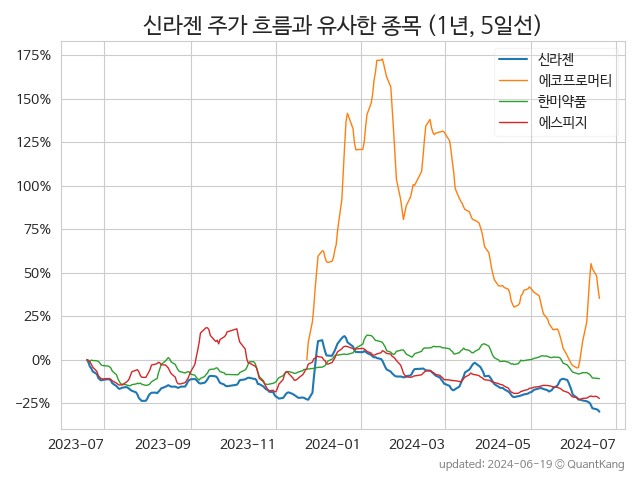 신라젠 주가 흐름과 유사한 종목 (1년, 5일선)
신라젠
에코프로머티
한미약품
에스피지
175%
150%
125%
100%
75%
50%
25%
0%
−25%
2023-07 2023-09 2023-11 2024-01 2024-03 2024-05 2024-07
updated: 2024-06-19 © QuantKang